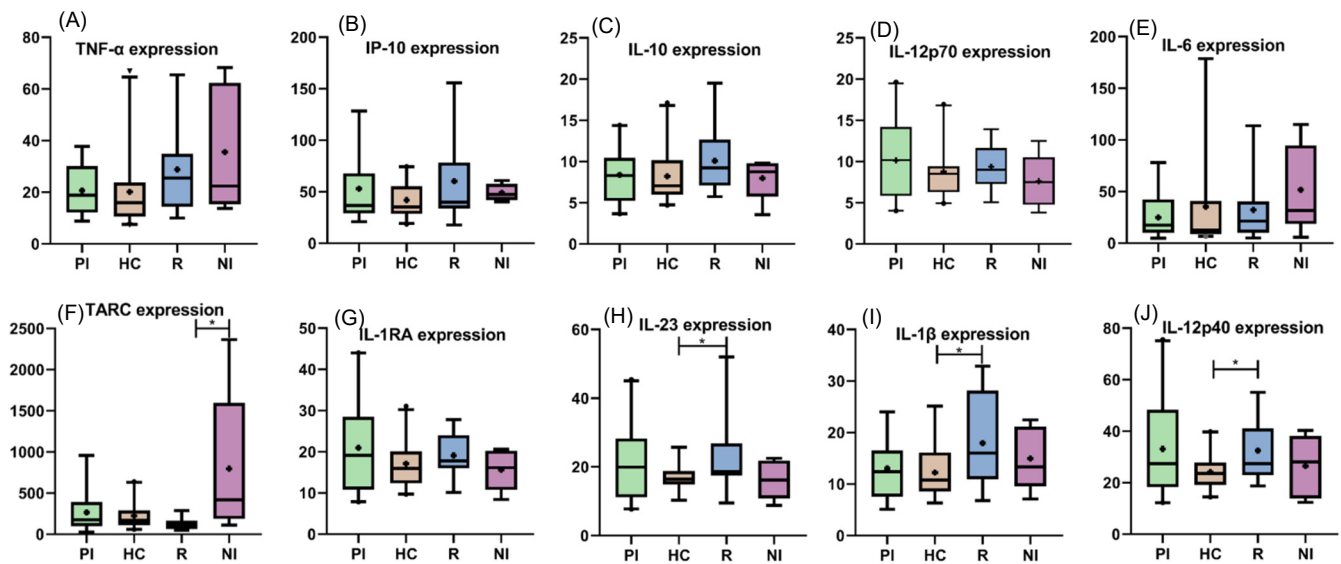 (A) (B) (C) (D) (E)
TNF-α expression IP-10 expression IL-10 expression IL-12p70 expression IL-6 expression
80 200 25 25 200
60 150 20 20 150
40 100 15 15 100
20 50 10 10 50
0 0 5 5 0
0 0
PI HC R NI PI HC R NI PI HC R NI PI HC R NI PI HC R NI
(F) TARC expression (G) IL-1RA expression (H) IL-23 expression (I) IL-1β expression (J) IL-12p40 expression
* * * *
2500 50 60 40 80
2000 40 40 30 60
1500 30 20 20 40
1000 20 0 10 20
500 10 0 0
0 0
PI HC R NI PI HC R NI PI HC R NI PI HC R NI PI HC R NI